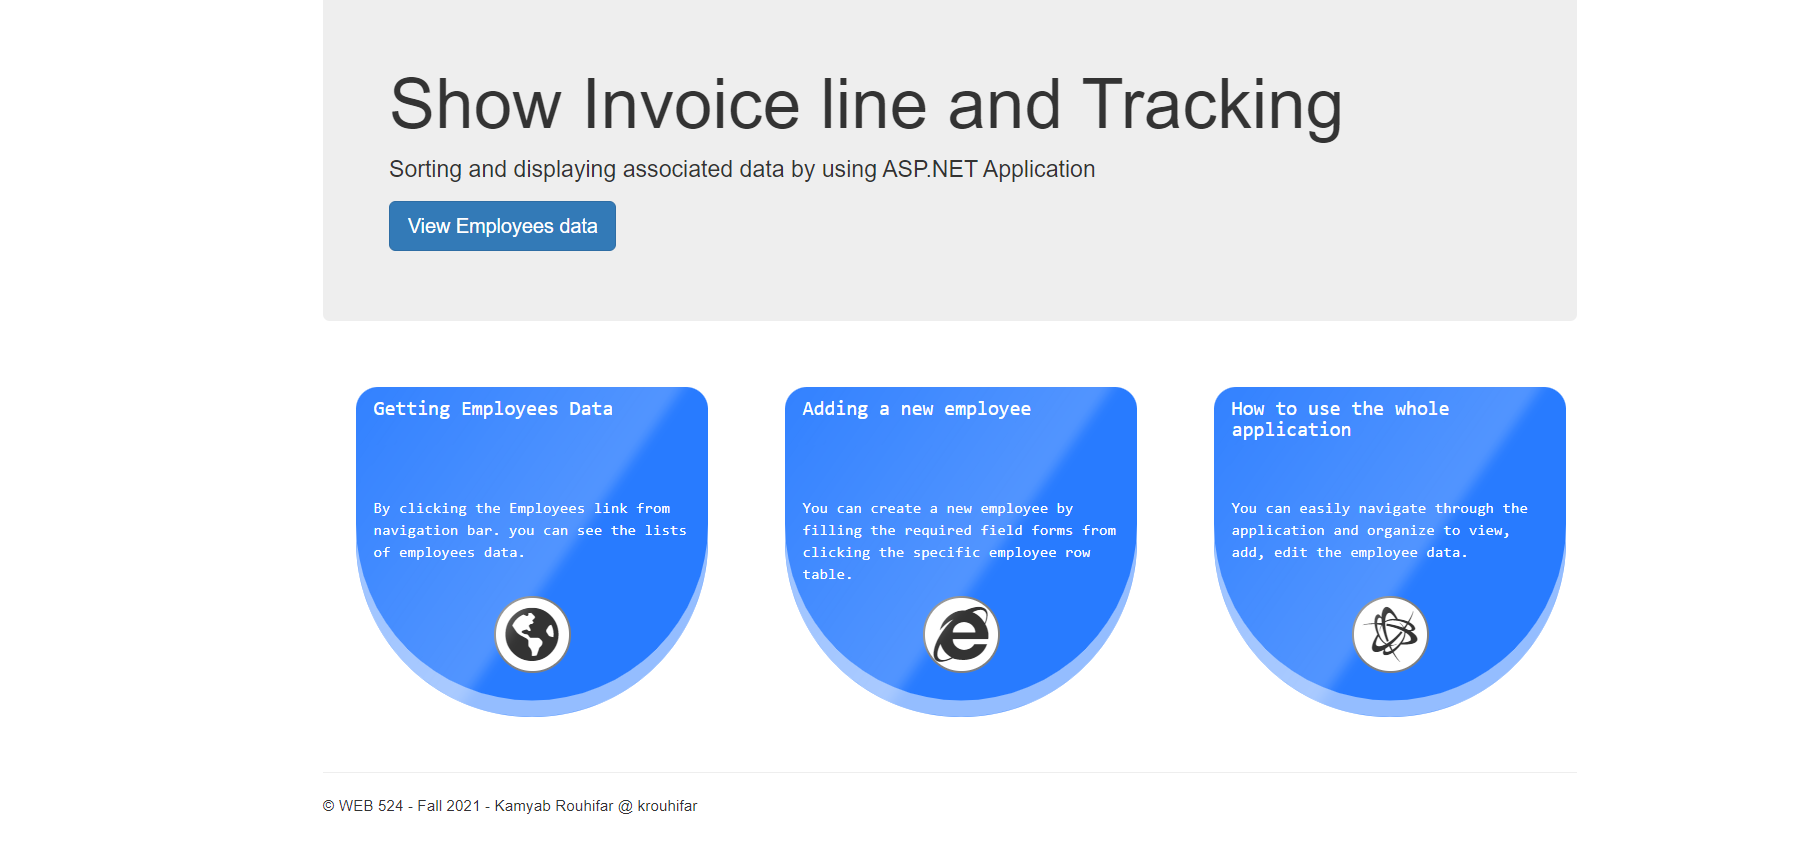 Show Invoice line and Tracking
Sorting and displaying associated data by using ASP.NET Application
View Employees data
Getting Employees Data
By clicking the Employees link from
navigation bar. you can see the lists
of employees data.
Adding a new employee
You can create a new employee by
filling the required field forms from
clicking the specific employee row
table.
How to use the whole
application
You can easily navigate through the
application and organize to view,
add, edit the employee data.
© WEB 524 - Fall 2021 - Kamyab Rouhifar @ krouhifar